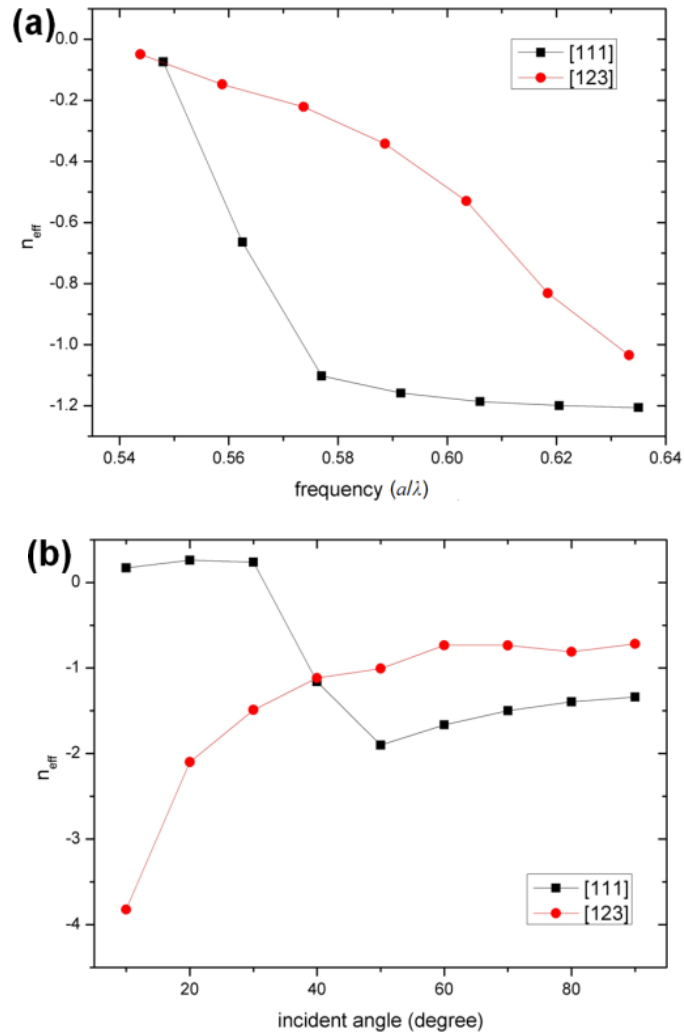 (a)
0.0
-0.2
-0.4
-0.6
-0.8
-1.0
-1.2
n_eff
[111]
[123]
0.54 0.56 0.58 0.60 0.62 0.64
frequency (a/λ)
(b)
0
-1
-2
-3
-4
n_eff
[111]
[123]
20 40 60 80
incident angle (degree)